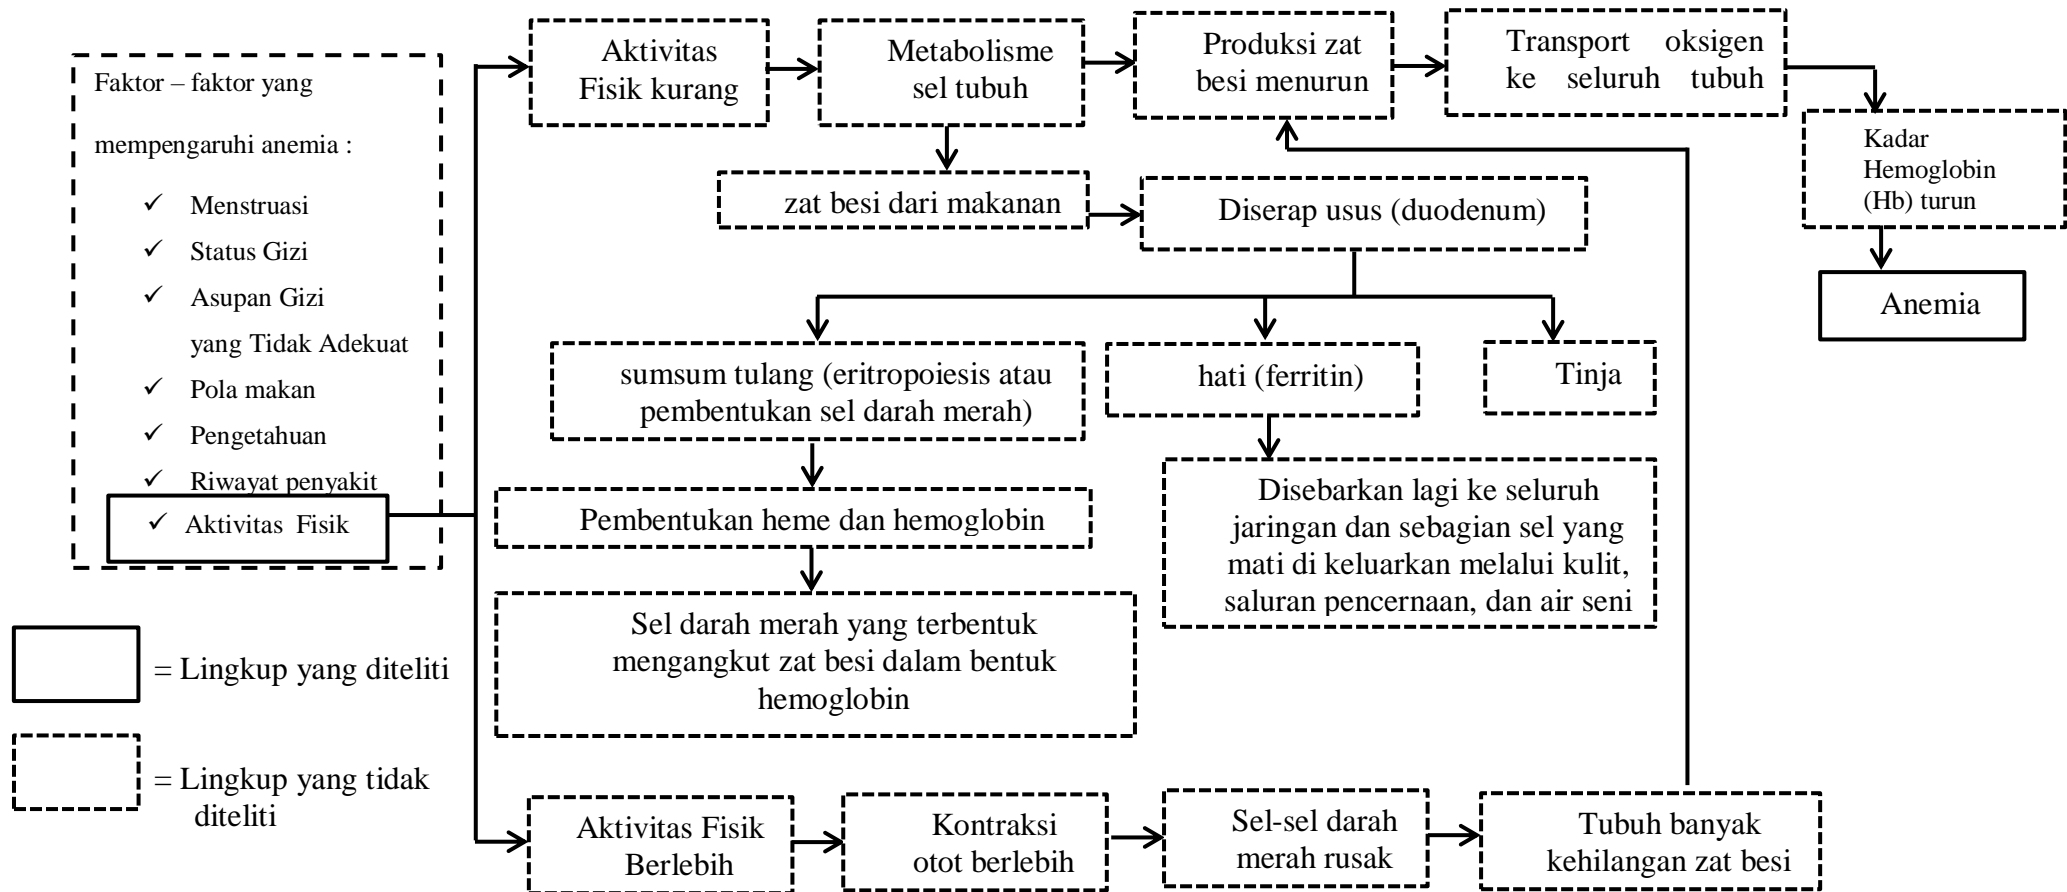 Faktor – faktor yang
mempengaruhi anemia :
✓ Menstruasi
✓ Status Gizi
✓ Asupan Gizi
yang Tidak Adekuat
✓ Pola makan
✓ Pengetahuan
✓ Riwayat penyakit
✓ Aktivitas Fisik
Aktivitas
Fisik kurang
Metabolisme
sel tubuh
Produksi zat
besi menurun
Transport oksigen
ke seluruh tubuh
Kadar
Hemoglobin
(Hb) turun
Anemia
zat besi dari makanan
Diserap usus (duodenum)
sumsum tulang (eritropoiesis atau
pembentukan sel darah merah)
hati (ferritin)
Tinja
Pembentukan heme dan hemoglobin
Disebarkan lagi ke seluruh
jaringan dan sebagian sel yang
mati di keluarkan melalui kulit,
saluran pencernaan, dan air seni
Sel darah merah yang terbentuk
mengangkut zat besi dalam bentuk
hemoglobin
= Lingkup yang diteliti
= Lingkup yang tidak
diteliti
Aktivitas Fisik
Berlebih
Kontraksi
otot berlebih
Sel-sel darah
merah rusak
Tubuh banyak
kehilangan zat besi